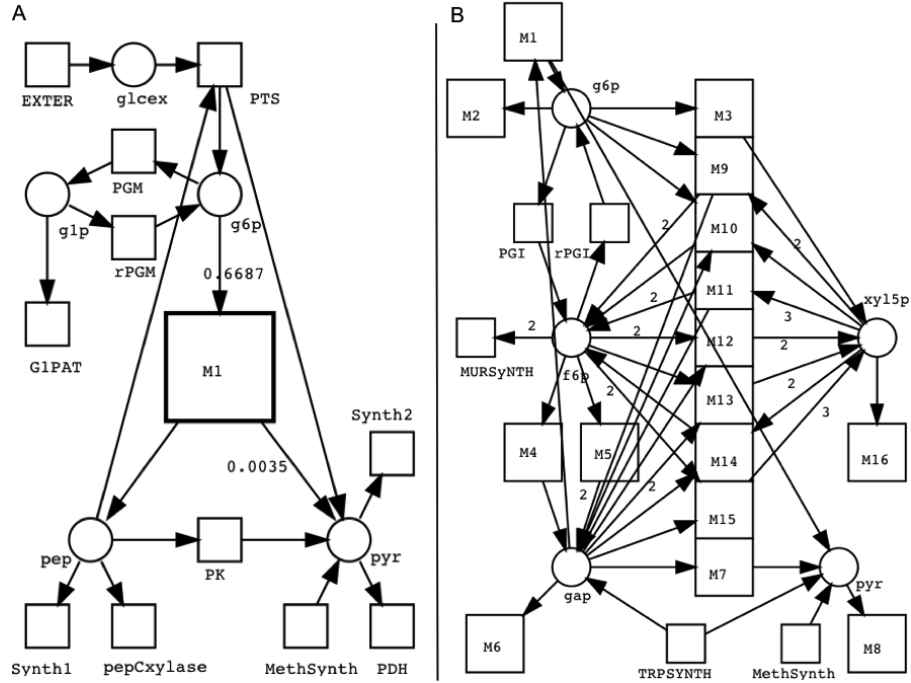 A
EXTER
glcex
PTS
PGM
g1p
rPGM
g6p
0.6687
G1PAT
M1
Synth2
0.0035
pep
PK
pyr
Synth1
pepCxylase
MethSynth
PDH
B
M1
g6p
M2
M3
M9
M10
2
2
PGI
rPGI
M11
2
3
xyl5p
2
2
M12
2
MURSyNTH
f6p
M13
2
2
3
M4
M5
M14
M16
2
2
M15
M7
gap
pyr
M6
TRPSYNTH
MethSynth
M8